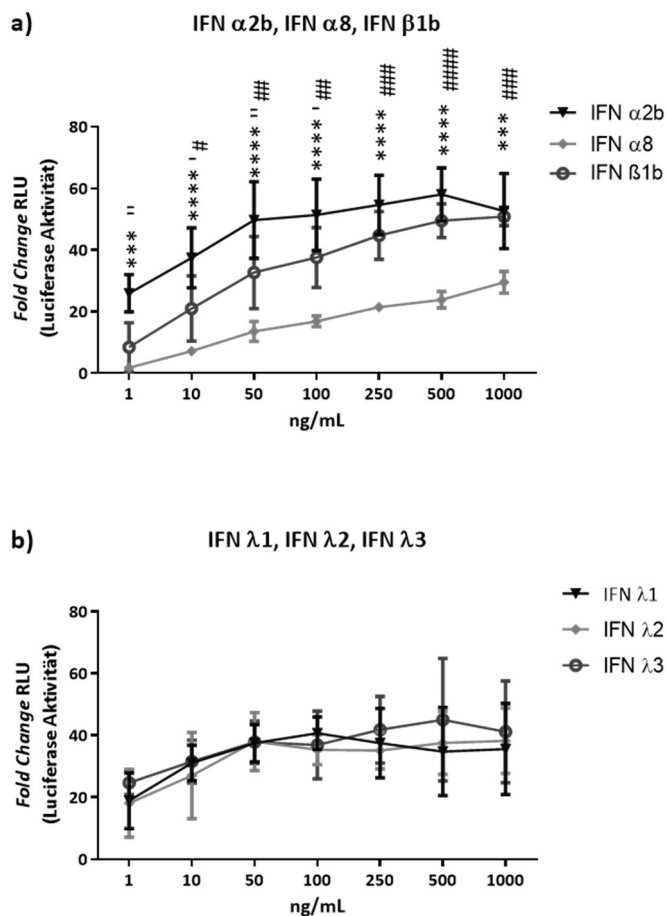 a)
IFN α2b, IFN α8, IFN β1b
*** "
**** ' #
**** " ##
**** ' ##
**** ###
**** ####
*** ###
IFN α2b
IFN α8
IFN ß1b
Fold Change RLU
(Luciferase Aktivität)
80
60
40
20
0
1 10 50 100 250 500 1000
ng/mL
b)
IFN λ1, IFN λ2, IFN λ3
IFN λ1
IFN λ2
IFN λ3
Fold Change RLU
(Luciferase Aktivität)
80
60
40
20
0
1 10 50 100 250 500 1000
ng/mL